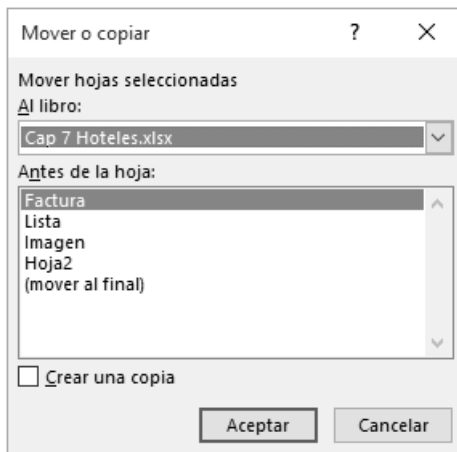 Mover o copiar ?
Mover hojas seleccionadas
Al libro:
Cap 7 Hoteles.xlsx
Antes de la hoja:
Factura
Lista
Imagen
Hoja2
(mover al final)
Crear una copia
Aceptar Cancelar